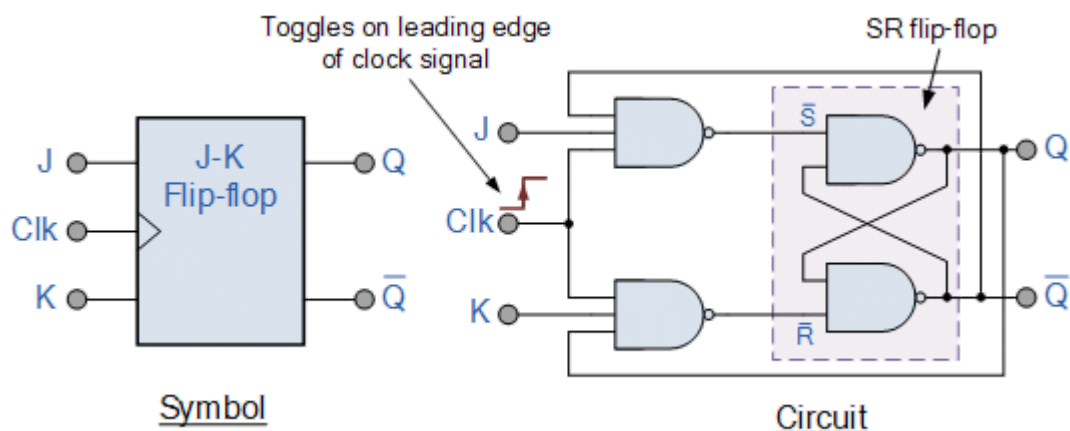 Toggles on leading edge
of clock signal
SR flip-flop
J
J-K
Flip-flop
Q
Clk
K
Q̅
Symbol
J
Clk
K
S̅
R̅
Q
Q̅
Circuit